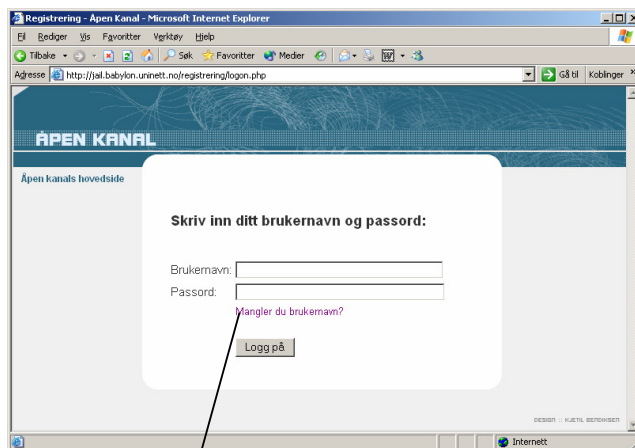 Registrering - Åpen Kanal - Microsoft Internet Explorer
Fil Rediger Vis Favoritter Verktøy Hjelp
Tilbake Søk Favoritter Medier
Adresse http://jail.babylon.uninett.no/registrering/logon.php Gå til Koblinger »
ÅPEN KANAL
Åpen kanals hovedside
Skriv inn ditt brukernavn og passord:
Brukernavn:
Passord:
Mangler du brukernavn?
Logg på
DESIGN :: KJETIL BENDIKSEN
Internett